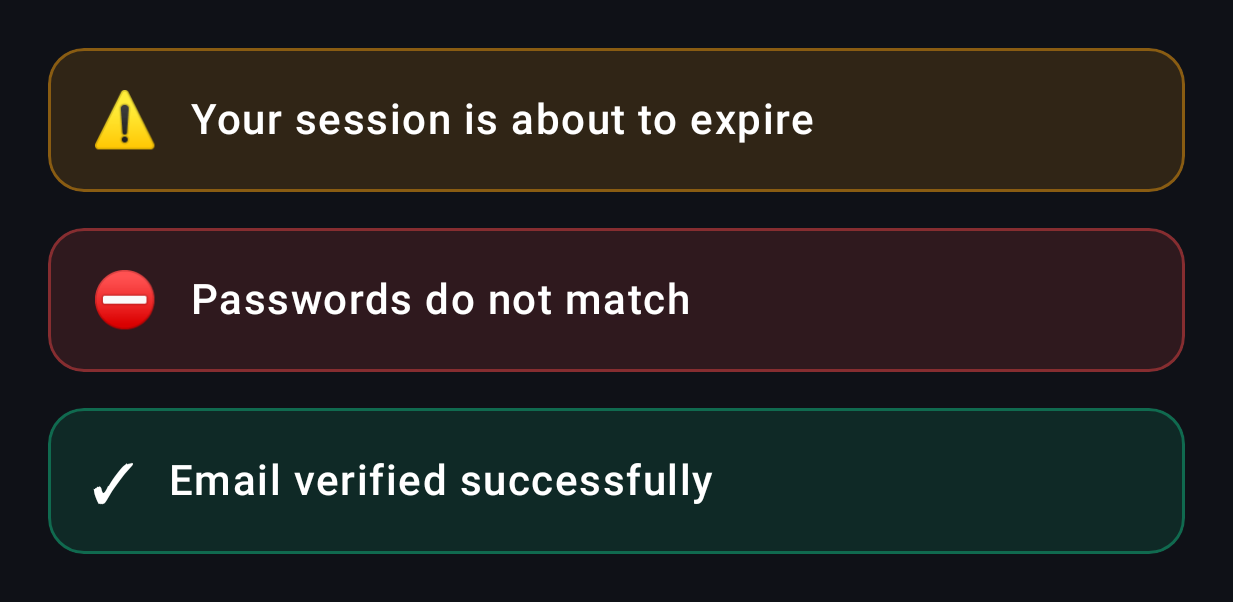 ⚠️ Your session is about to expire
⛔ Passwords do not match
✓ Email verified successfully